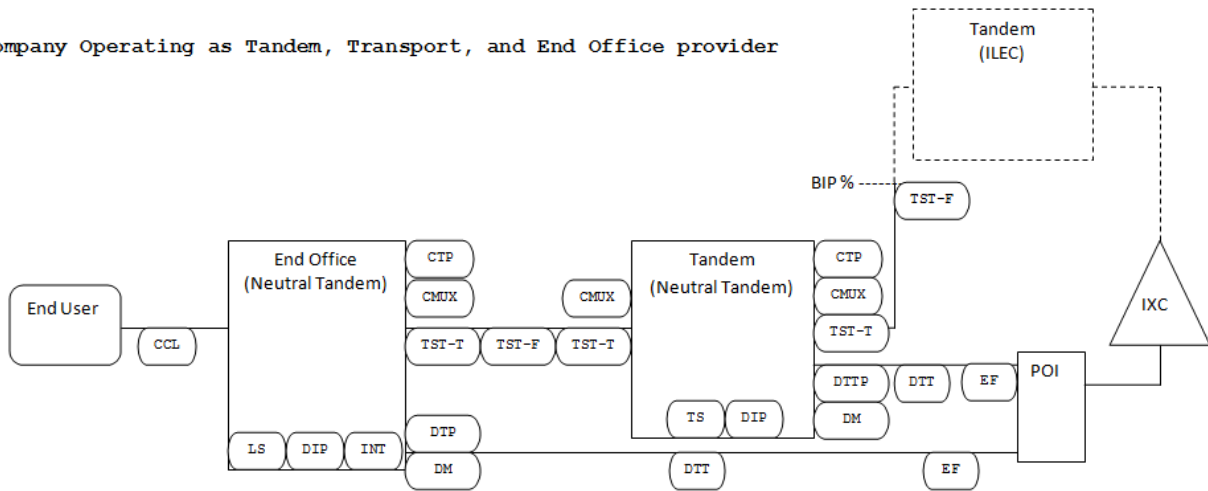 ompany Operating as Tandem, Transport, and End Office provider
Tandem
(ILEC)
BIP %
TST-F
End Office
(Neutral Tandem)
CTP
CMUX
CMUX
Tandem
(Neutral Tandem)
CTP
CMUX
TST-T
End User
CCL
TST-T
TST-F
TST-T
IXC
DTTP
DTT
EF
POI
DM
TS
DIP
LS
DIP
INT
DTP
DM
DTT
EF